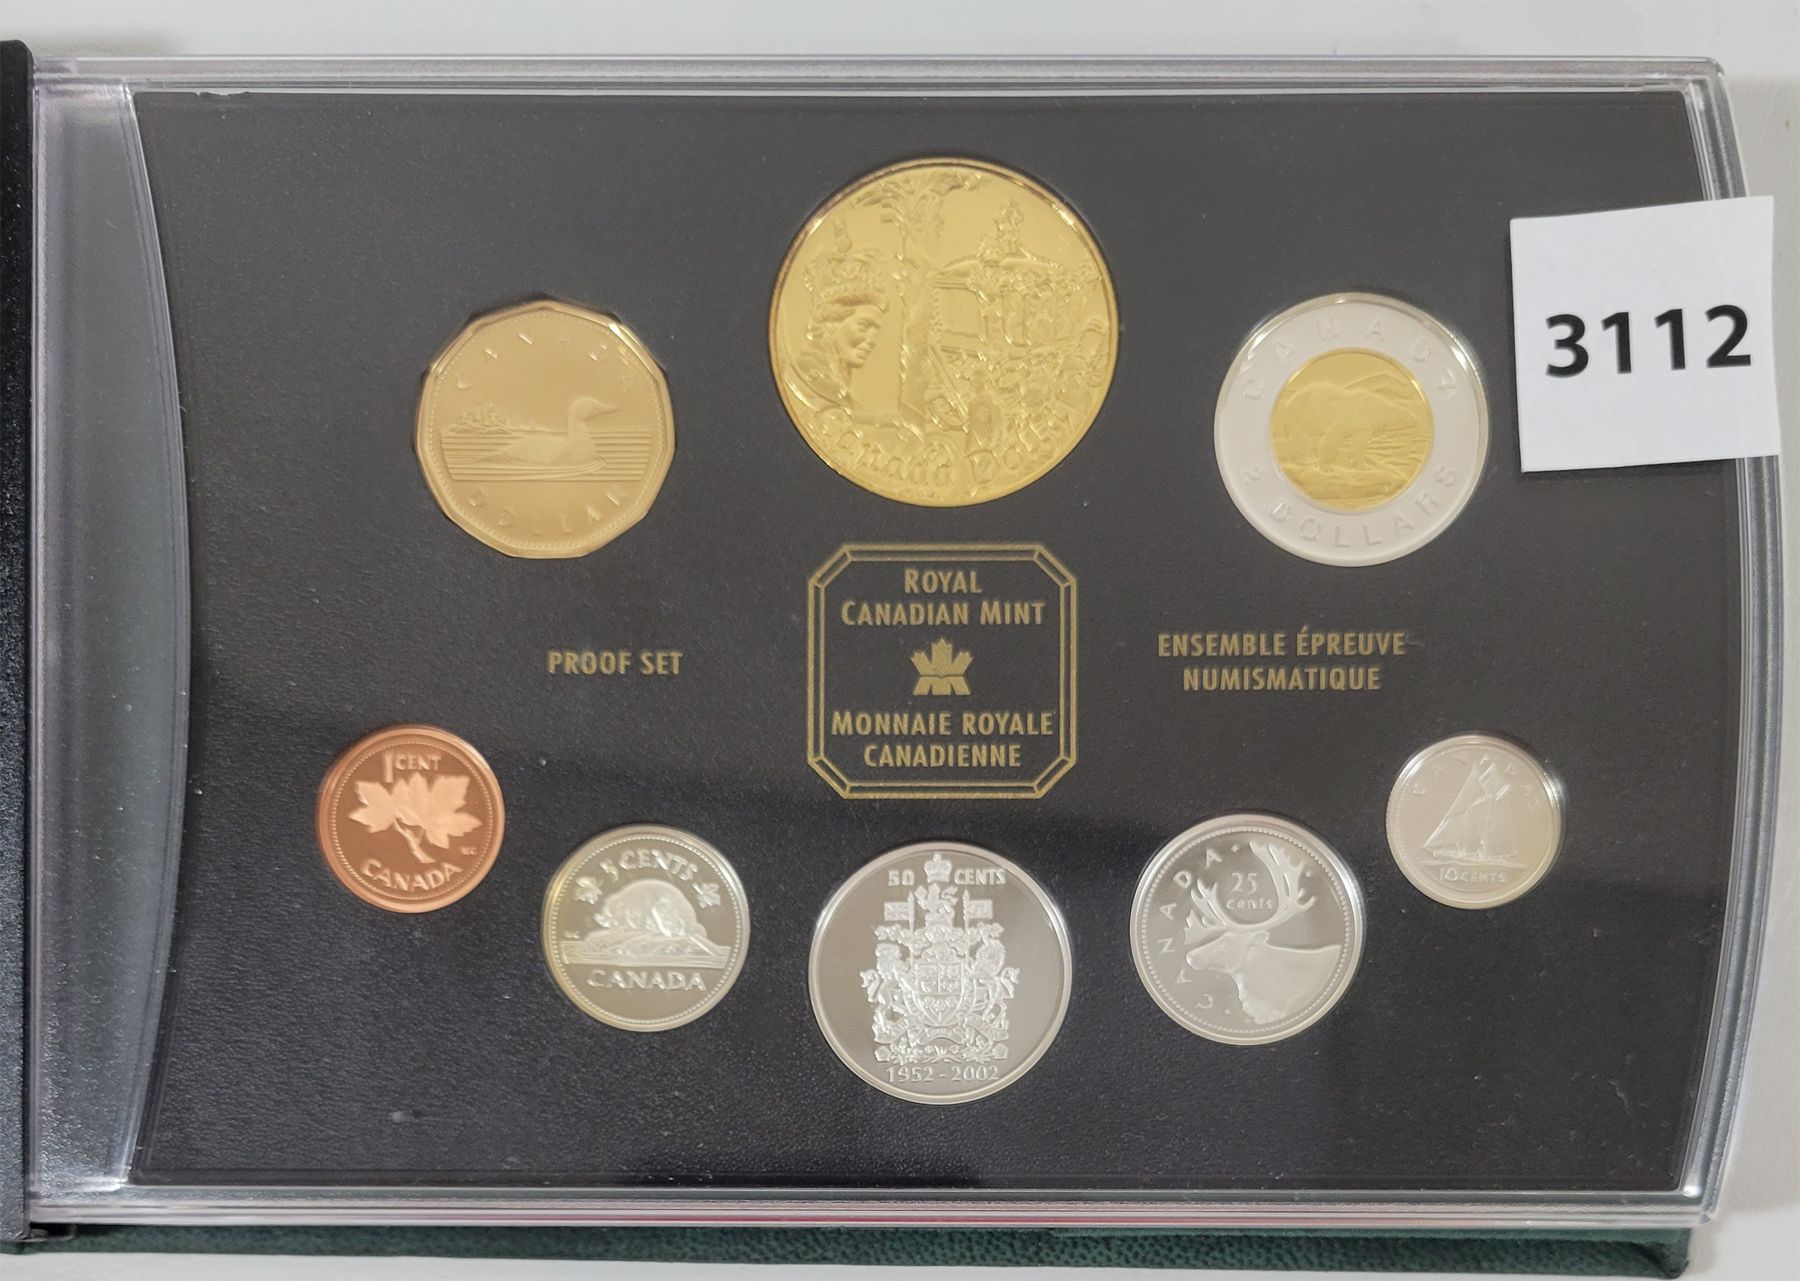 3112
CANADA
DOLLAR
Canada Dollar
CANADA
2 DOLLARS
ROYAL
CANADIAN MINT
MONNAIE ROYALE
CANADIENNE
PROOF SET
ENSEMBLE ÉPREUVE
NUMISMATIQUE
1 CENT
CANADA
5 CENTS
CANADA
50 CENTS
1952-2002
CANADA
25
cents
CANADA
10 CENTS